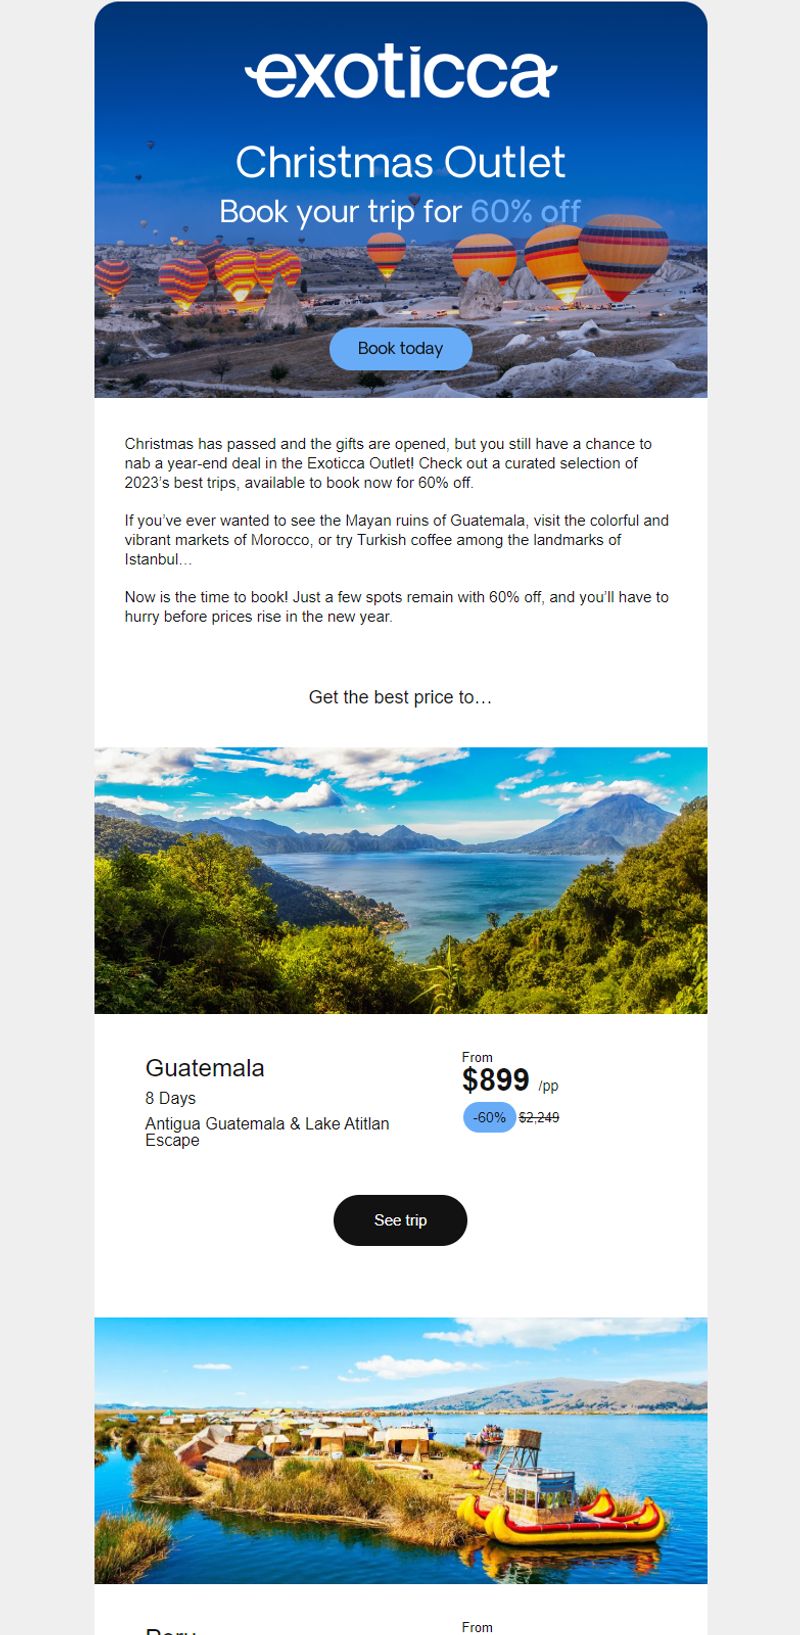 exoticca
Christmas Outlet
Book your trip for 60% off
Book today
Christmas has passed and the gifts are opened, but you still have a chance to
nab a year-end deal in the Exoticca Outlet! Check out a curated selection of
2023's best trips, available to book now for 60% off.
If you've ever wanted to see the Mayan ruins of Guatemala, visit the colorful and
vibrant markets of Morocco, or try Turkish coffee among the landmarks of
Istanbul…
Now is the time to book! Just a few spots remain with 60% off, and you'll have to
hurry before prices rise in the new year.
Get the best price to…
Guatemala
8 Days
Antigua Guatemala & Lake Atitlan
Escape
From
$899 /pp
-60% $2,249
See trip
Peru
From